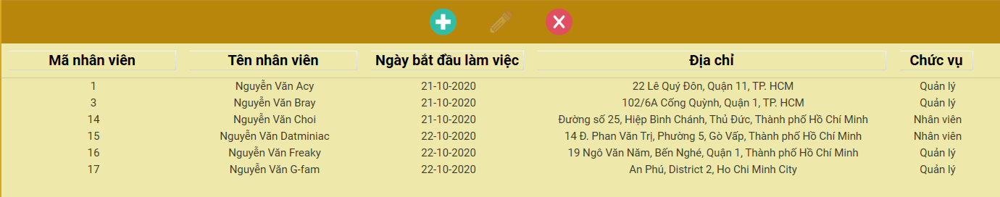 Mã nhân viên Tên nhân viên Ngày bắt đầu làm việc Địa chỉ Chức vụ
1 Nguyễn Văn Acy 21-10-2020 22 Lê Quý Đôn, Quận 11, TP. HCM Quản lý
3 Nguyễn Văn Bray 21-10-2020 102/6A Cống Quỳnh, Quận 1, TP. HCM Quản lý
14 Nguyễn Văn Choi 21-10-2020 Đường số 25, Hiệp Bình Chánh, Thủ Đức, Thành phố Hồ Chí Minh Nhân viên
15 Nguyễn Văn Datminiac 22-10-2020 14 Đ. Phan Văn Trị, Phường 5, Gò Vấp, Thành phố Hồ Chí Minh Nhân viên
16 Nguyễn Văn Freaky 22-10-2020 19 Ngô Văn Năm, Bến Nghé, Quận 1, Thành phố Hồ Chí Minh Quản lý
17 Nguyễn Văn G-fam 22-10-2020 An Phú, District 2, Ho Chi Minh City Quản lý